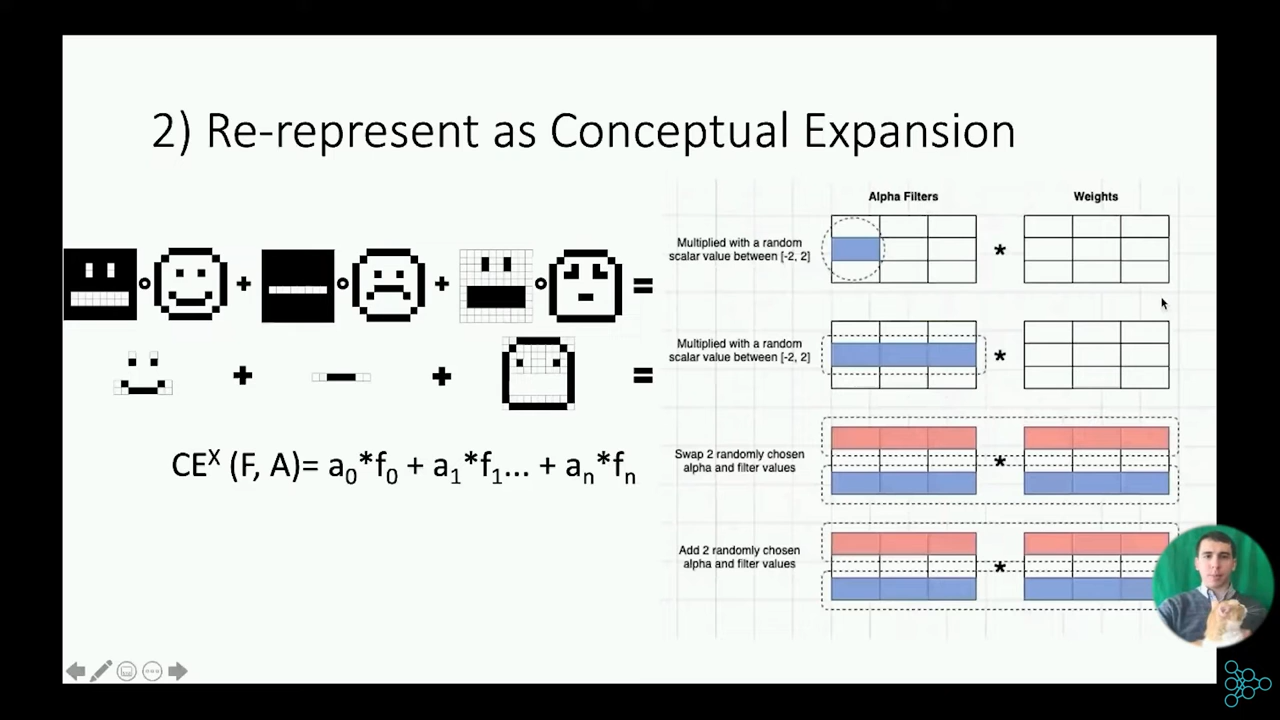 2) Re-represent as Conceptual Expansion
Alpha Filters
Weights
Multiplied with a random
scalar value between [-2, 2]
*
Multiplied with a random
scalar value between [-2, 2]
*
Swap 2 randomly chosen
alpha and filter values
*
Add 2 randomly chosen
alpha and filter values
*
∘ + ∘ + ∘ =
+ + =
CEˣ (F, A)= a₀*f₀ + a₁*f₁... + aₙ*fₙ